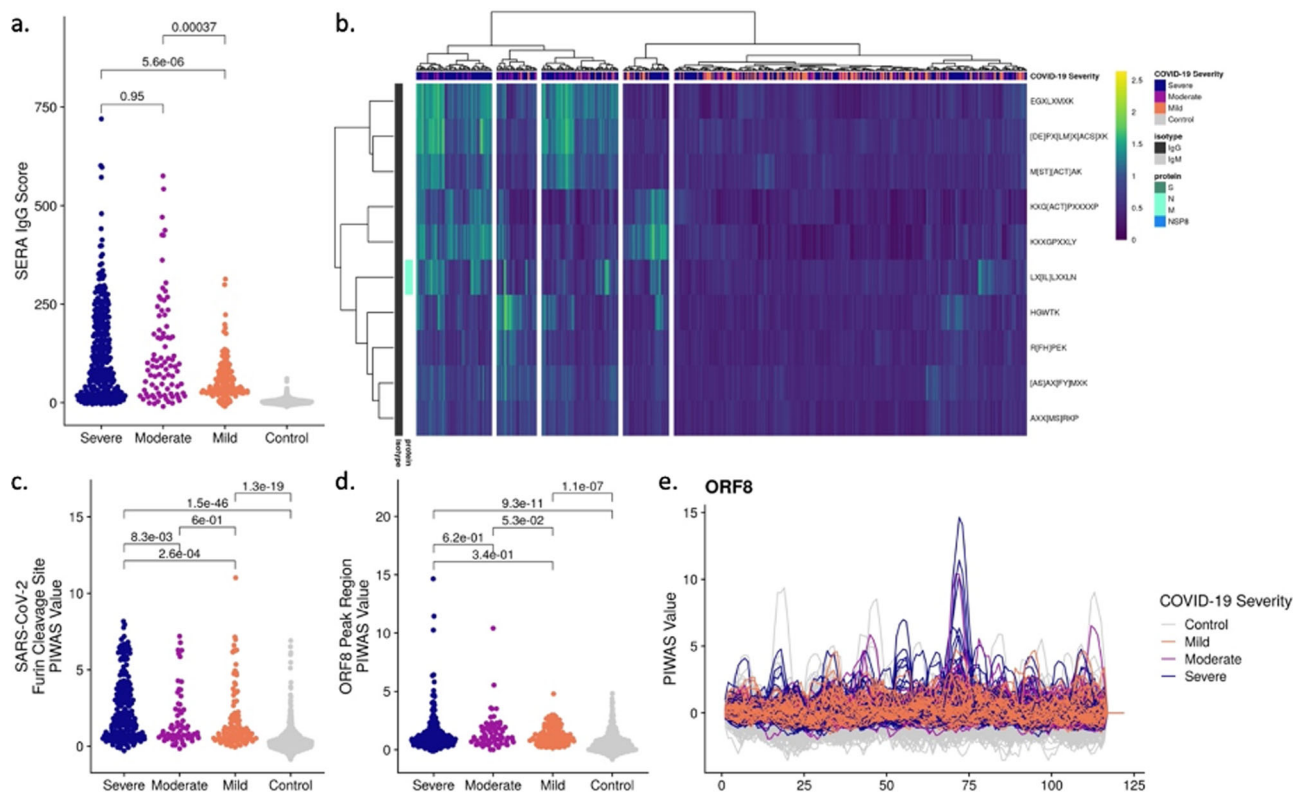 a.
0.00037
5.6e-06
0.95
SERA IgG Score
750
500
250
0
Severe Moderate Mild Control
b.
COVID-19 Severity
EGXLXMXK
[DE]PX[LM]X[ACS]XK
M[ST][ACT]AK
KXG[ACT]PXXXXP
KXXGPXXLY
LX[IL]LXXLN
HGWTK
R[FH]PEK
[AS]AX[FY]MXK
AXX[MS]RKP
isotype
protein
2.5
2
1.5
1
0.5
0
COVID-19 Severity
Severe
Moderate
Mild
Control
isotype
IgG
IgM
protein
S
N
M
NSP8
c.
1.3e-19
1.5e-46
6e-01
8.3e-03
2.6e-04
SARS-CoV-2
Furin Cleavage Site
PIWAS Value
15
10
5
0
Severe Moderate Mild Control
d.
1.1e-07
9.3e-11
5.3e-02
6.2e-01
3.4e-01
ORF8 Peak Region
PIWAS Value
20
15
10
5
0
Severe Moderate Mild Control
e.
ORF8
PIWAS Value
15
10
5
0
0 25 50 75 100 125
COVID-19 Severity
Control
Mild
Moderate
Severe